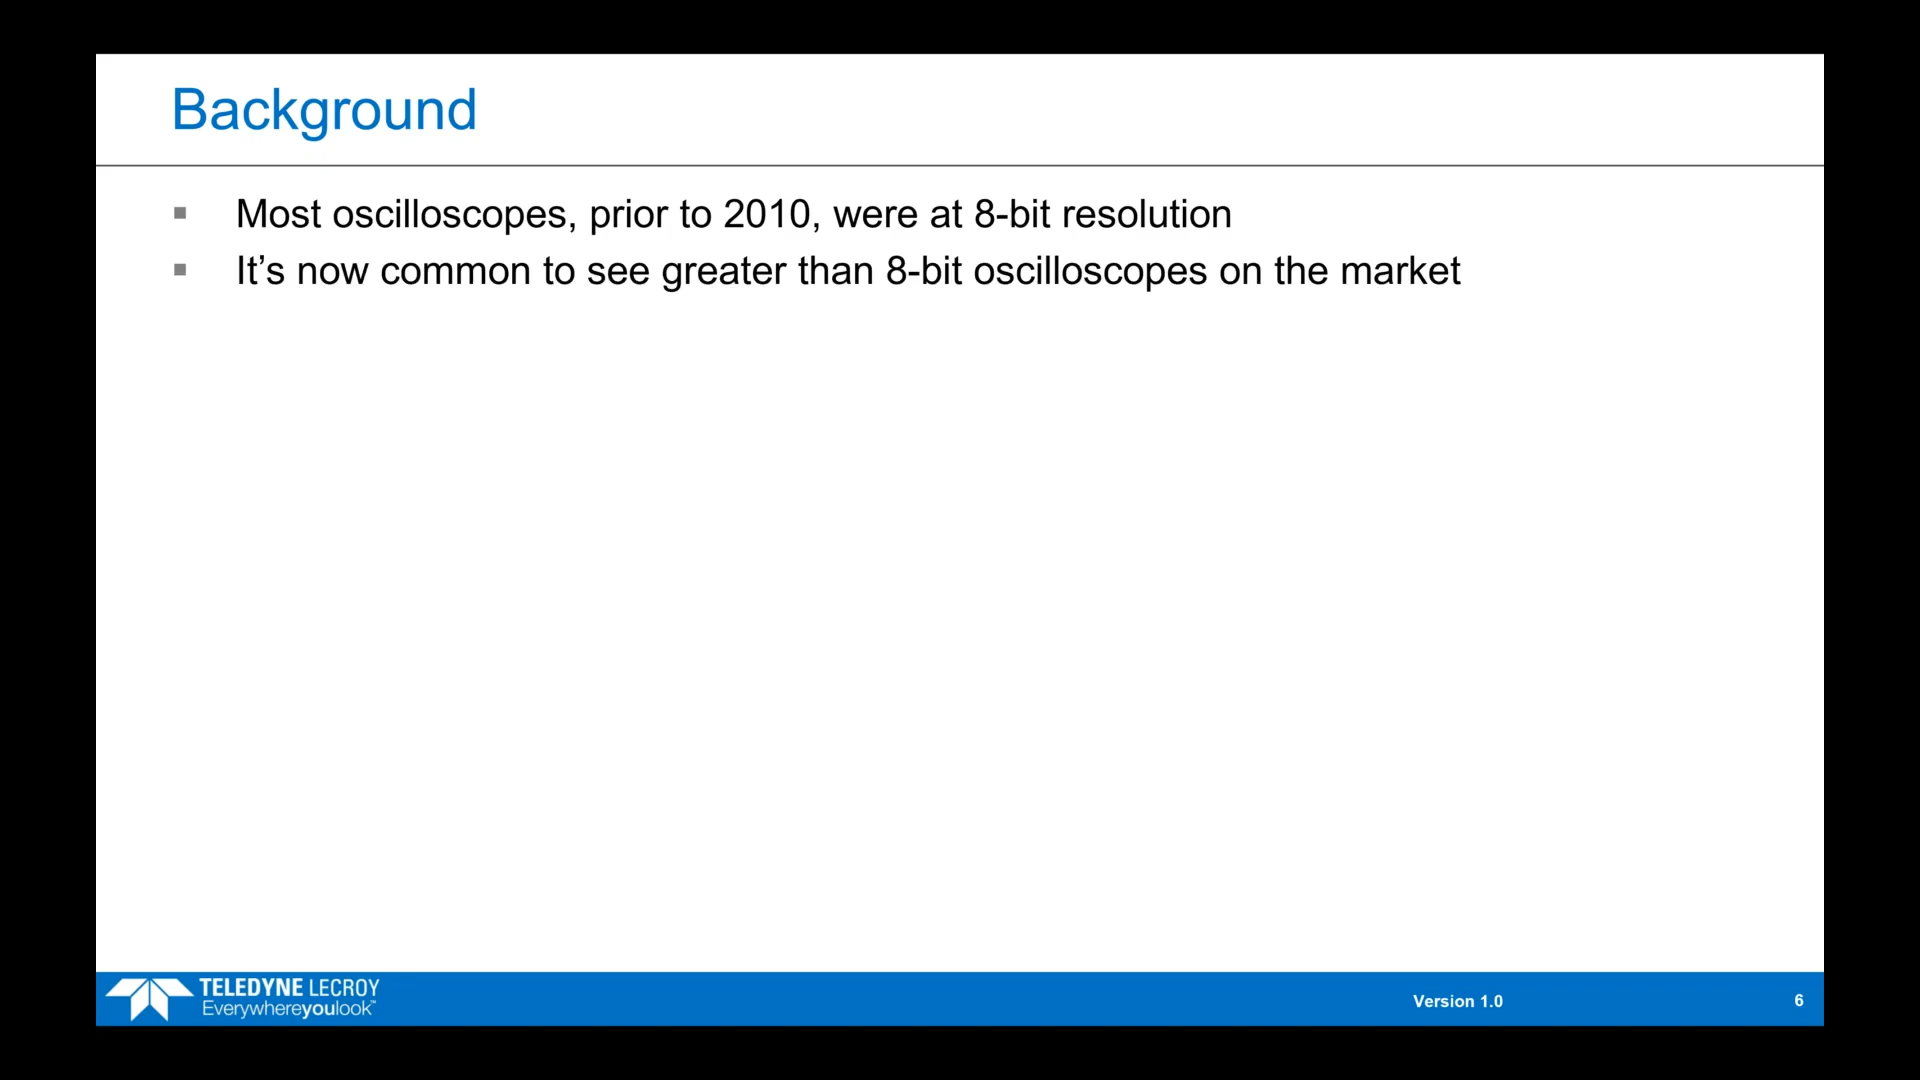 Background
▪ Most oscilloscopes, prior to 2010, were at 8-bit resolution
▪ It’s now common to see greater than 8-bit oscilloscopes on the market
TELEDYNE LECROY
Everywhereyoulook™
Version 1.0
6